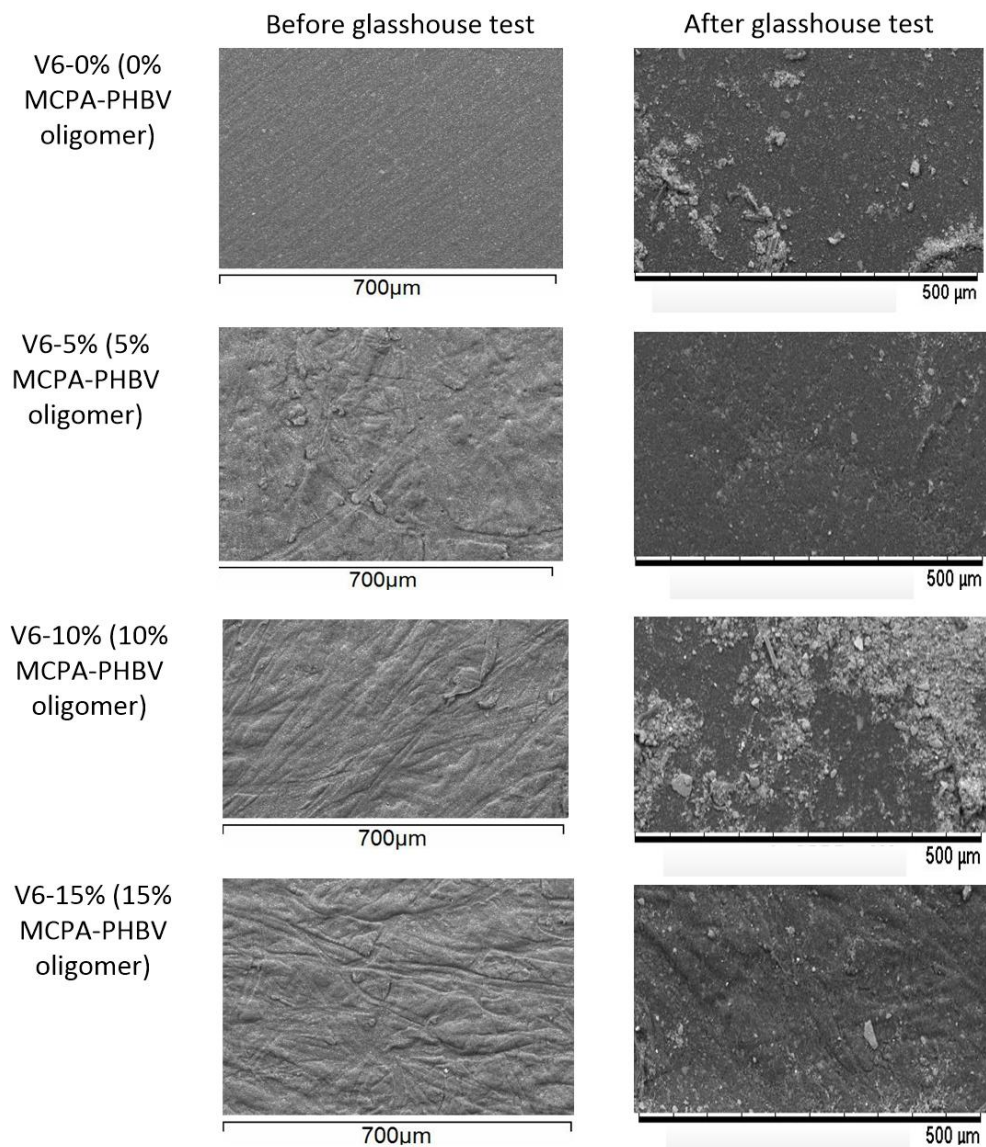 Before glasshouse test
After glasshouse test
V6-0% (0%
MCPA-PHBV
oligomer)
700µm
500 µm
V6-5% (5%
MCPA-PHBV
oligomer)
700µm
500 µm
V6-10% (10%
MCPA-PHBV
oligomer)
700µm
500 µm
V6-15% (15%
MCPA-PHBV
oligomer)
700µm
500 µm